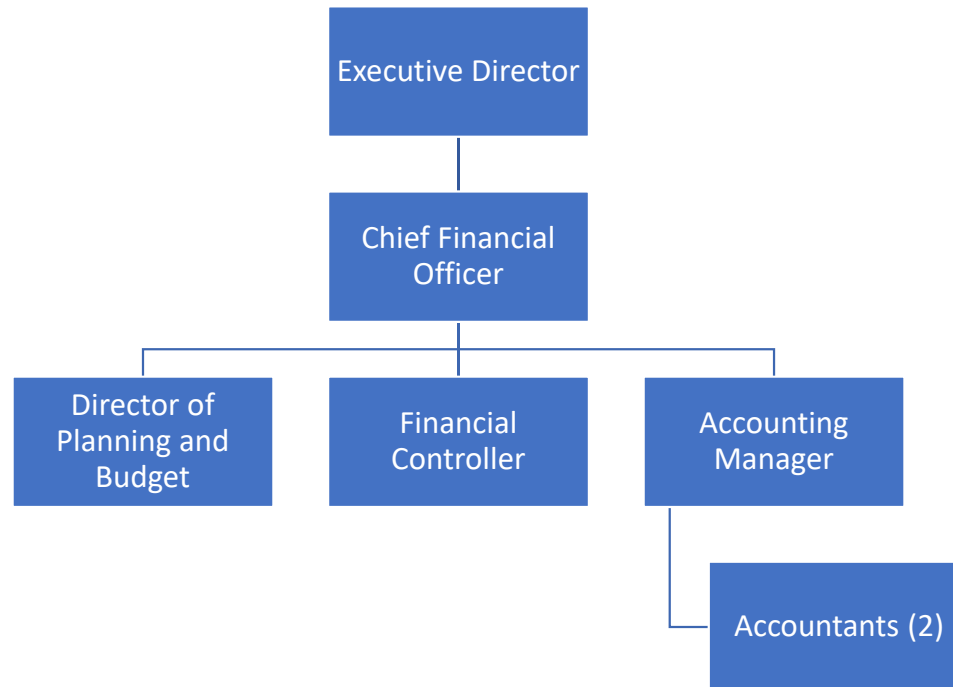 Executive Director
Chief Financial
Officer
Director of
Planning and
Budget
Financial
Controller
Accounting
Manager
Accountants (2)